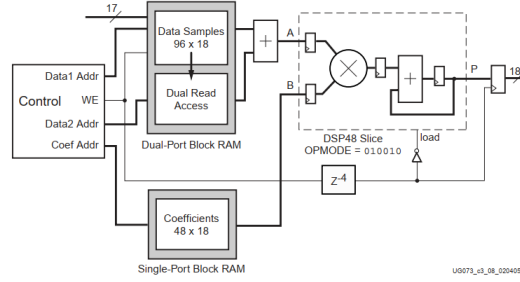 17
Data Samples
96 x 18
Dual Read
Access
Dual-Port Block RAM
Control
Data1 Addr
WE
Data2 Addr
Coef Addr
+
A
B
×
+
P
18
DSP48 Slice
OPMODE = 010010
load
Z-4
Coefficients
48 x 18
Single-Port Block RAM
UG073_c3_08_020405